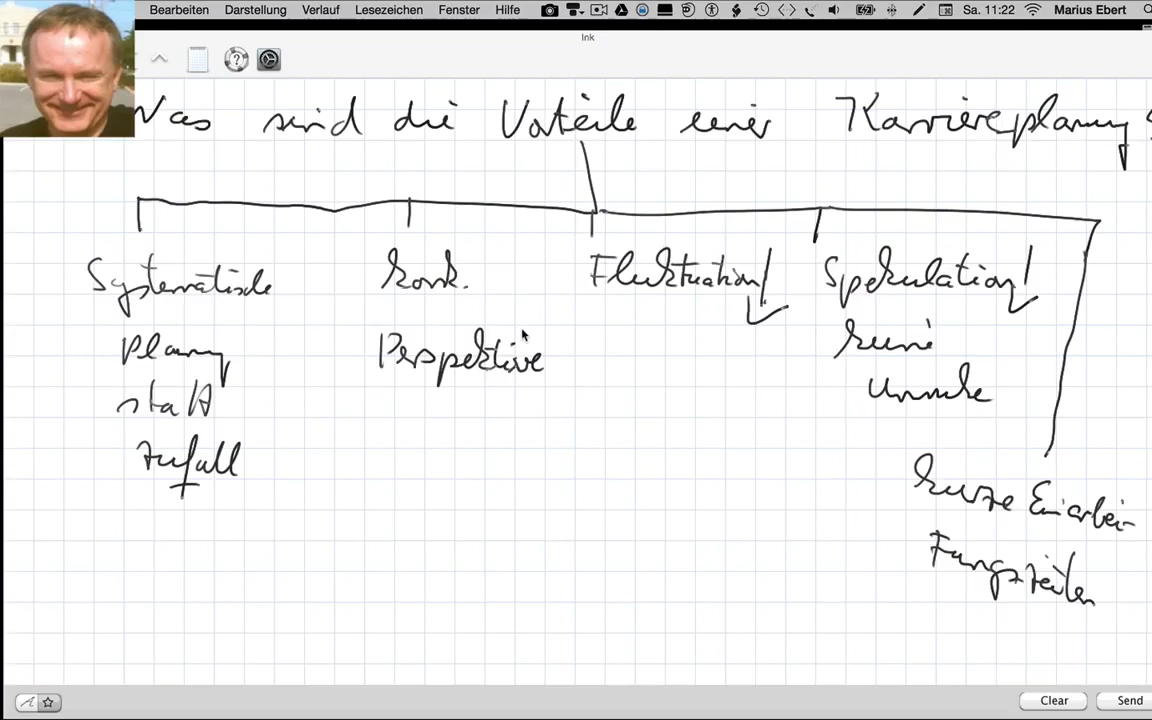 Bearbeiten Darstellung Verlauf Lesezeichen Fenster Hilfe Sa. 11:22 Marius Ebert
Ink
Was sind die Vorteile einer Karriereplanung
Systematische
Planung
statt
Zufall
konk.
Perspektive
Fluktuation
Spekulation
keine
Unruhe
kurze Einarbei-
tungszeiten
Clear Send